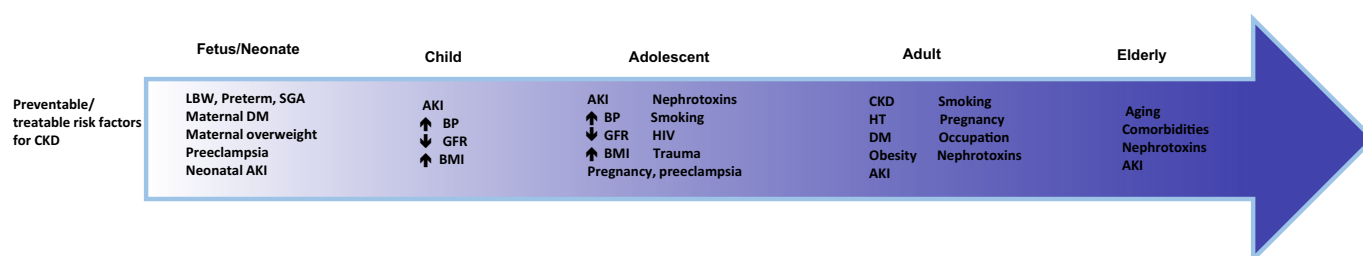 Fetus/Neonate
Child
Adolescent
Adult
Elderly
Preventable/
treatable risk factors
for CKD
LBW, Preterm, SGA
Maternal DM
Maternal overweight
Preeclampsia
Neonatal AKI
AKI
↑ BP
↓ GFR
↑ BMI
AKI Nephrotoxins
↑ BP Smoking
↓ GFR HIV
↑ BMI Trauma
Pregnancy, preeclampsia
CKD Smoking
HT Pregnancy
DM Occupation
Obesity Nephrotoxins
AKI
Aging
Comorbidities
Nephrotoxins
AKI